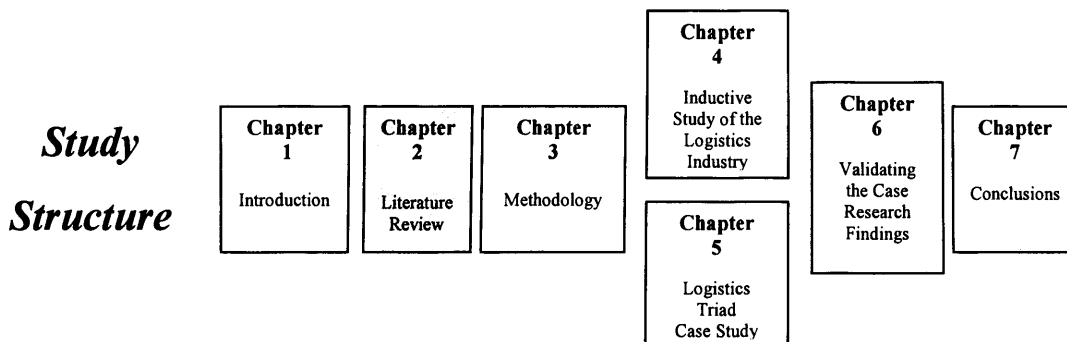 Study
Structure
Chapter
1
Introduction
Chapter
2
Literature
Review
Chapter
3
Methodology
Chapter
4
Inductive
Study of the
Logistics
Industry
Chapter
5
Logistics
Triad
Case Study
Chapter
6
Validating
the Case
Research
Findings
Chapter
7
Conclusions